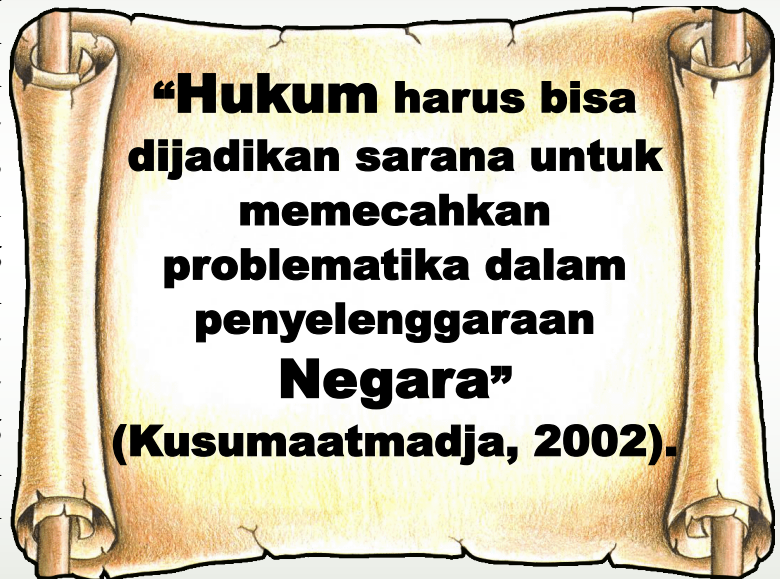 “Hukum harus bisa
dijadikan sarana untuk
memecahkan
problematika dalam
penyelenggaraan
Negara”
(Kusumaatmadja, 2002).